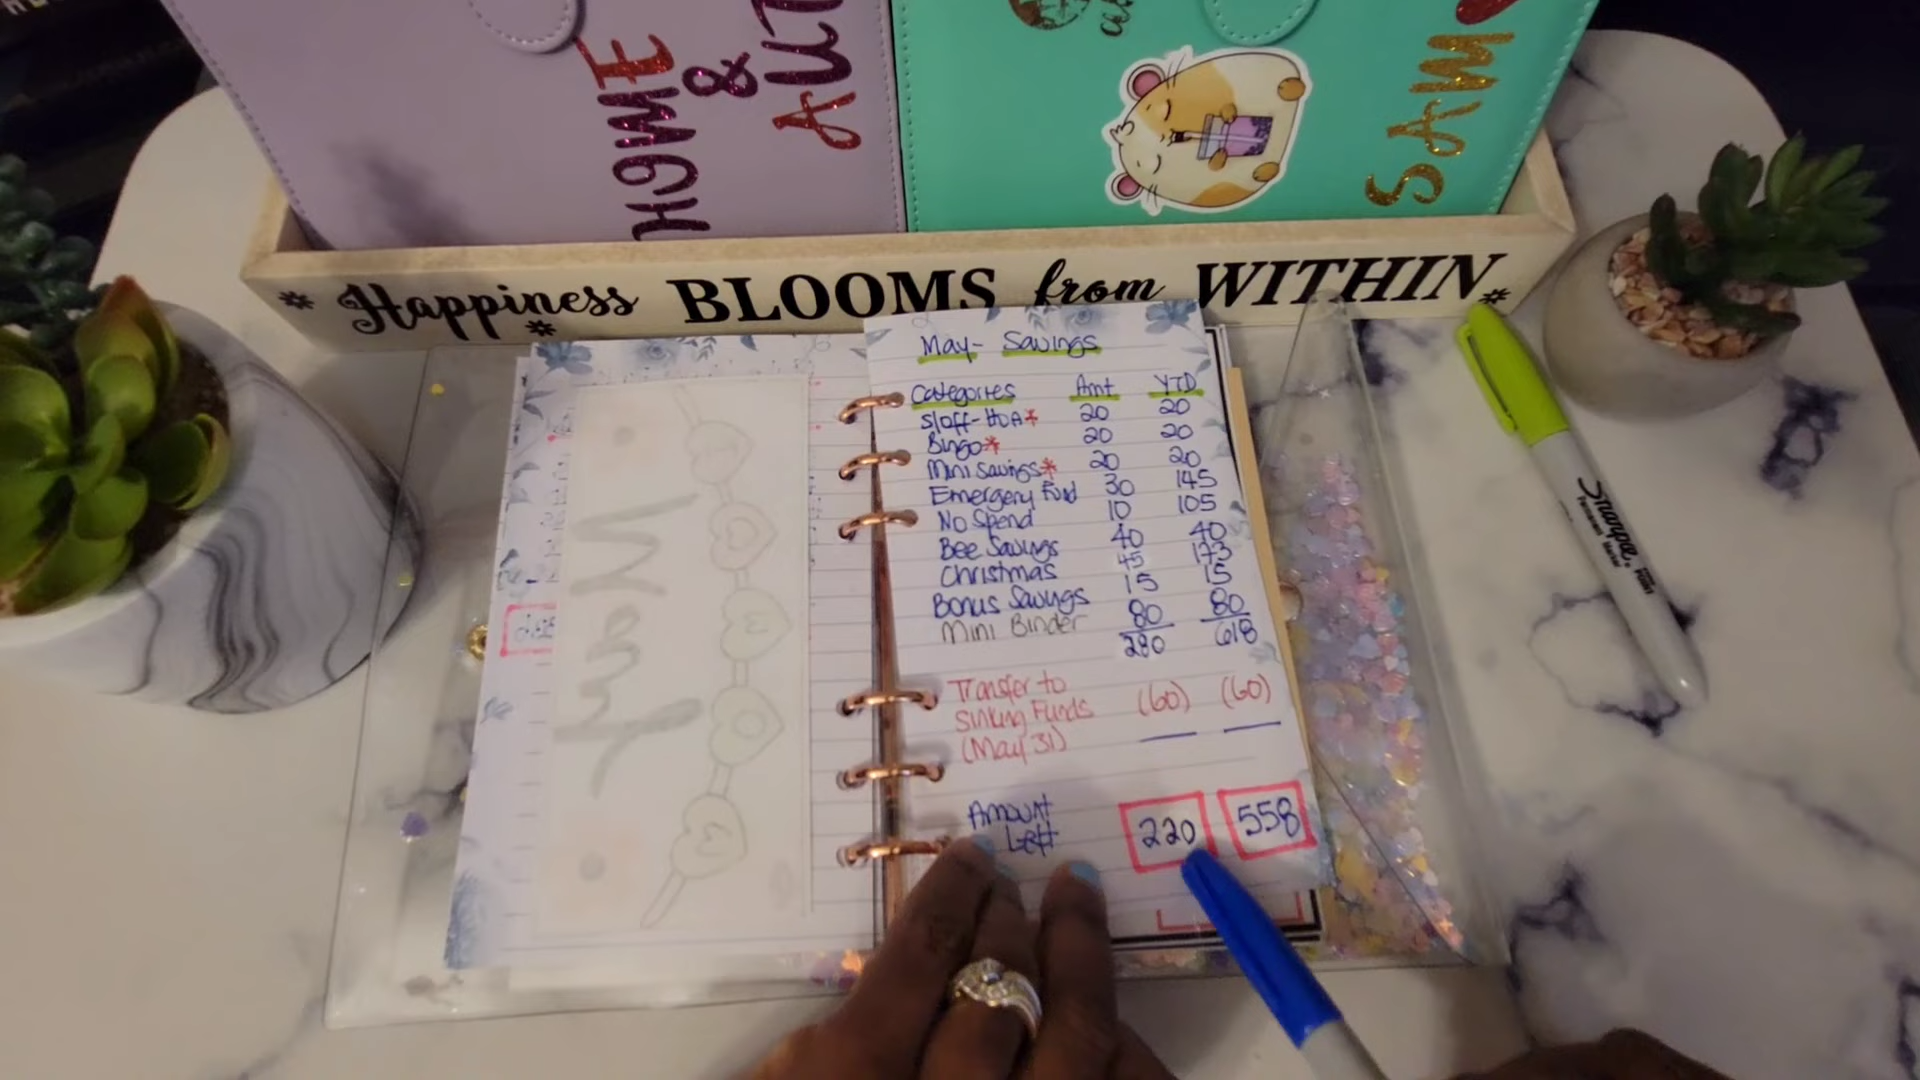 HOME
&
AUT
SAM
Happiness BLOOMS from WITHIN
May- Savings
Categories Amt YTD
S/off-HOA* 20 20
Bingo* 20 20
Mini Savings* 20 20
Emergency Fund 30 145
No Spend 10 105
Bee Savings 40 40
Christmas 45 173
Bonus Savings 15 15
Mini Binder 80 80
280 618
Transfer to
Sinking Funds (60) (60)
(May 31)
Amount
Left 220 558
May
Sharpie